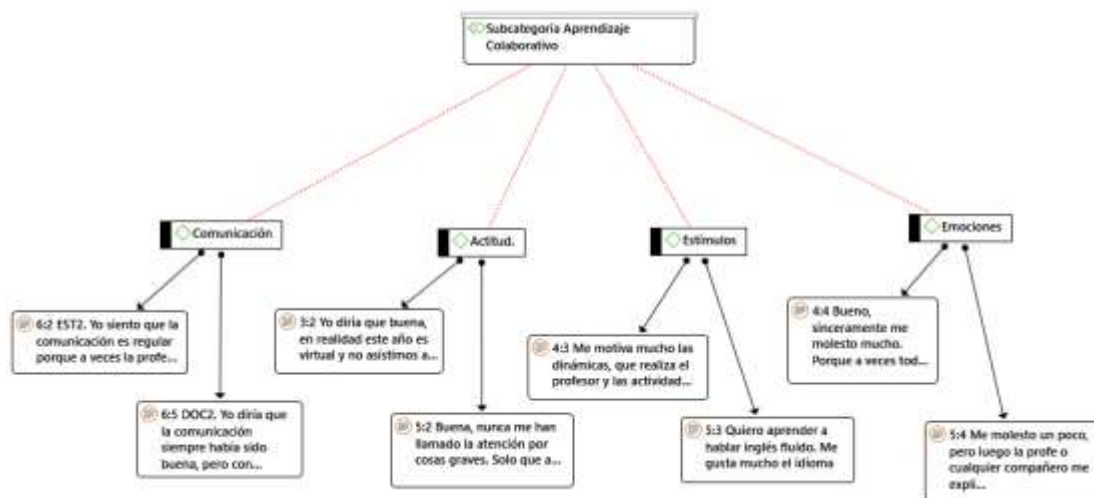 Subcategoría Aprendizaje
Colaborativo
Comunicación
Actitud.
Estímulos
Emociones
6:2 EST2. Yo siento que la
comunicación es regular
porque a veces la profe...
6:5 DOC2. Yo diría que
la comunicación
siempre había sido
buena, pero con...
3:2 Yo diría que buena,
en realidad este año es
virtual y no asistimos a...
5:2 Buena, nunca me han
llamado la atención por
cosas graves. Solo que a...
4:3 Me motiva mucho las
dinámicas, que realiza el
profesor y las actividad...
5:3 Quiero aprender a
hablar inglés fluido. Me
gusta mucho el idioma
4:4 Bueno,
sinceramente me
molesto mucho.
Porque a veces tod...
5:4 Me molesto un poco,
pero luego la profe o
cualquier compañero me
expli...